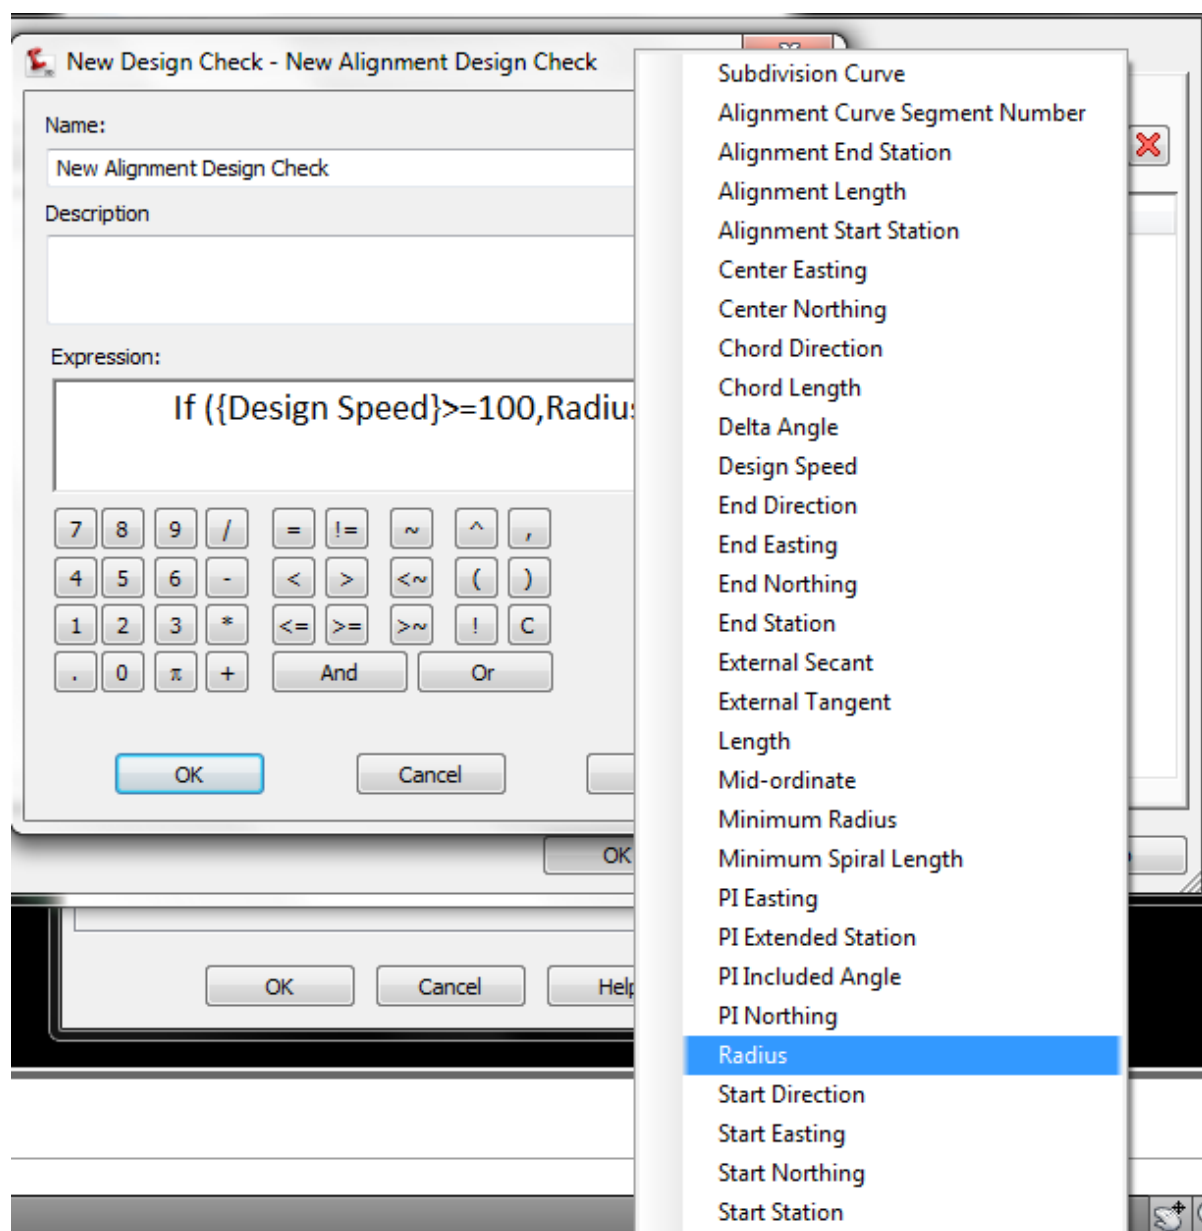 New Design Check - New Alignment Design Check
Name:
New Alignment Design Check
Description
Expression:
If ({Design Speed}>=100,Radius
7 8 9 / = != ~ ^ ,
4 5 6 - < > <~ ( )
1 2 3 * <= >= >~ ! C
. 0 π + And Or
OK Cancel
OK
OK Cancel Help
Subdivision Curve
Alignment Curve Segment Number
Alignment End Station
Alignment Length
Alignment Start Station
Center Easting
Center Northing
Chord Direction
Chord Length
Delta Angle
Design Speed
End Direction
End Easting
End Northing
End Station
External Secant
External Tangent
Length
Mid-ordinate
Minimum Radius
Minimum Spiral Length
PI Easting
PI Extended Station
PI Included Angle
PI Northing
Radius
Start Direction
Start Easting
Start Northing
Start Station